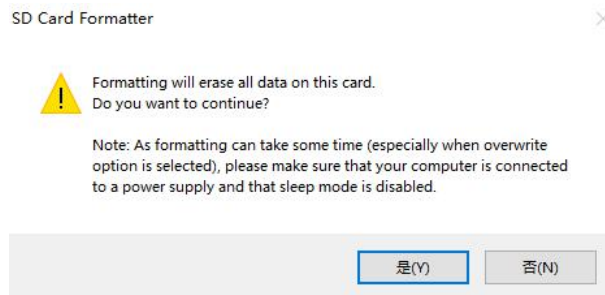 SD Card Formatter
Formatting will erase all data on this card.
Do you want to continue?
Note: As formatting can take some time (especially when overwrite
option is selected), please make sure that your computer is connected
to a power supply and that sleep mode is disabled.
是(Y)
否(N)